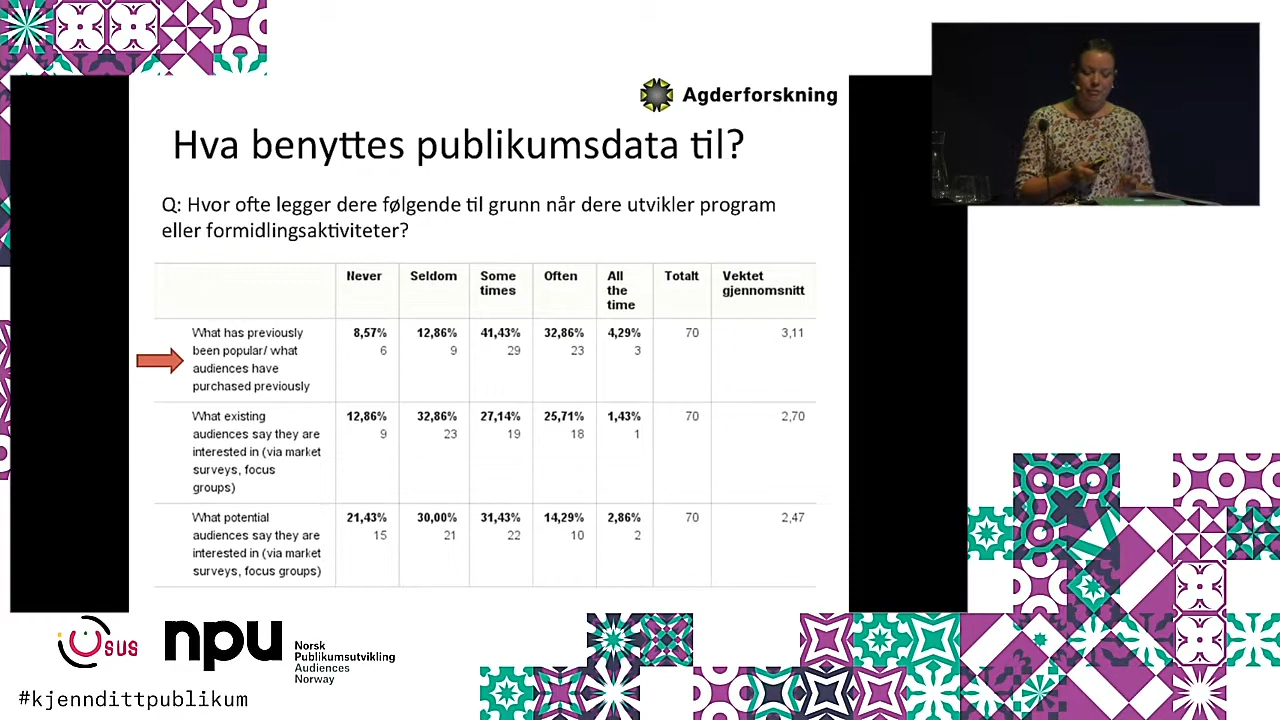 Agderforskning
Hva benyttes publikumsdata til?
Q: Hvor ofte legger dere følgende til grunn når dere utvikler program
eller formidlingsaktiviteter?
Never Seldom Some times Often All the time Totalt Vektet gjennomsnitt
What has previously 8,57% 12,86% 41,43% 32,86% 4,29% 70 3,11
been popular/ what 6 9 29 23 3
audiences have
purchased previously
What existing 12,86% 32,86% 27,14% 25,71% 1,43% 70 2,70
audiences say they are 9 23 19 18 1
interested in (via market
surveys, focus
groups)
What potential 21,43% 30,00% 31,43% 14,29% 2,86% 70 2,47
audiences say they are 15 21 22 10 2
interested in (via market
surveys, focus groups)
usus
npu
Norsk
Publikumsutvikling
Audiences
Norway
#kjenndittpublikum